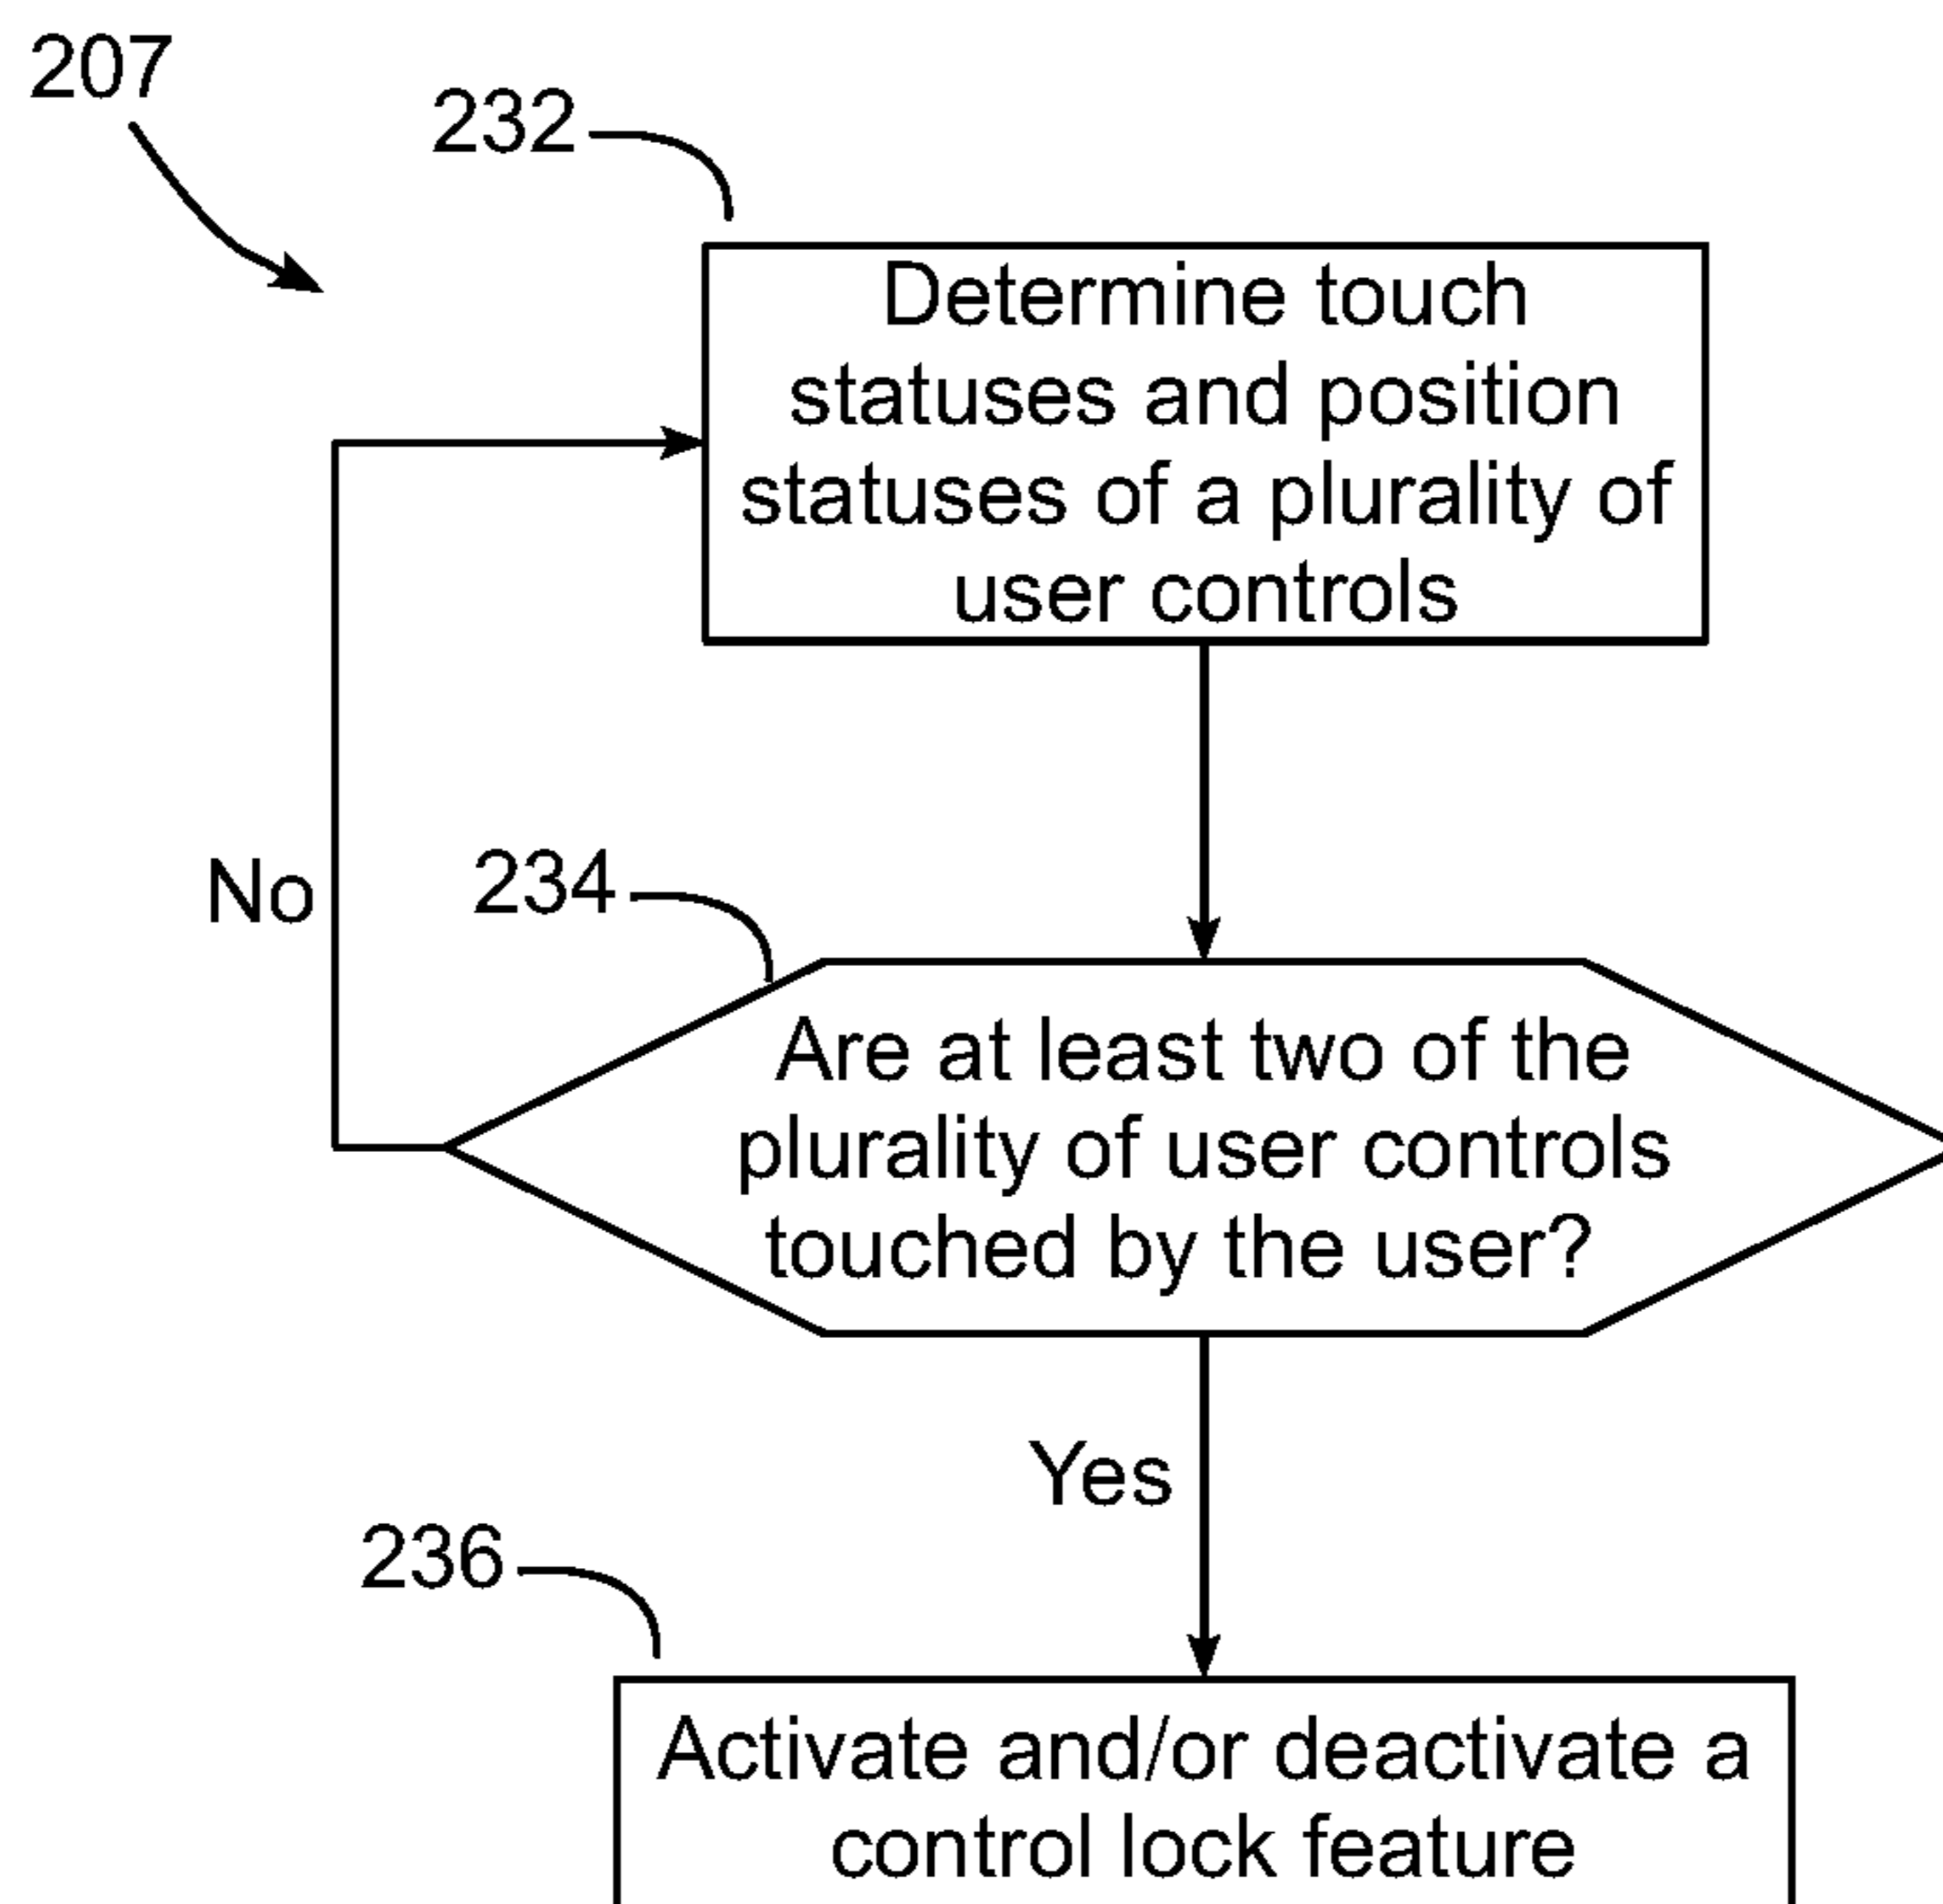 207
232
Determine touch
statuses and position
statuses of a plurality of
user controls
No
234
Are at least two of the
plurality of user controls
touched by the user?
Yes
236
Activate and/or deactivate a
control lock feature